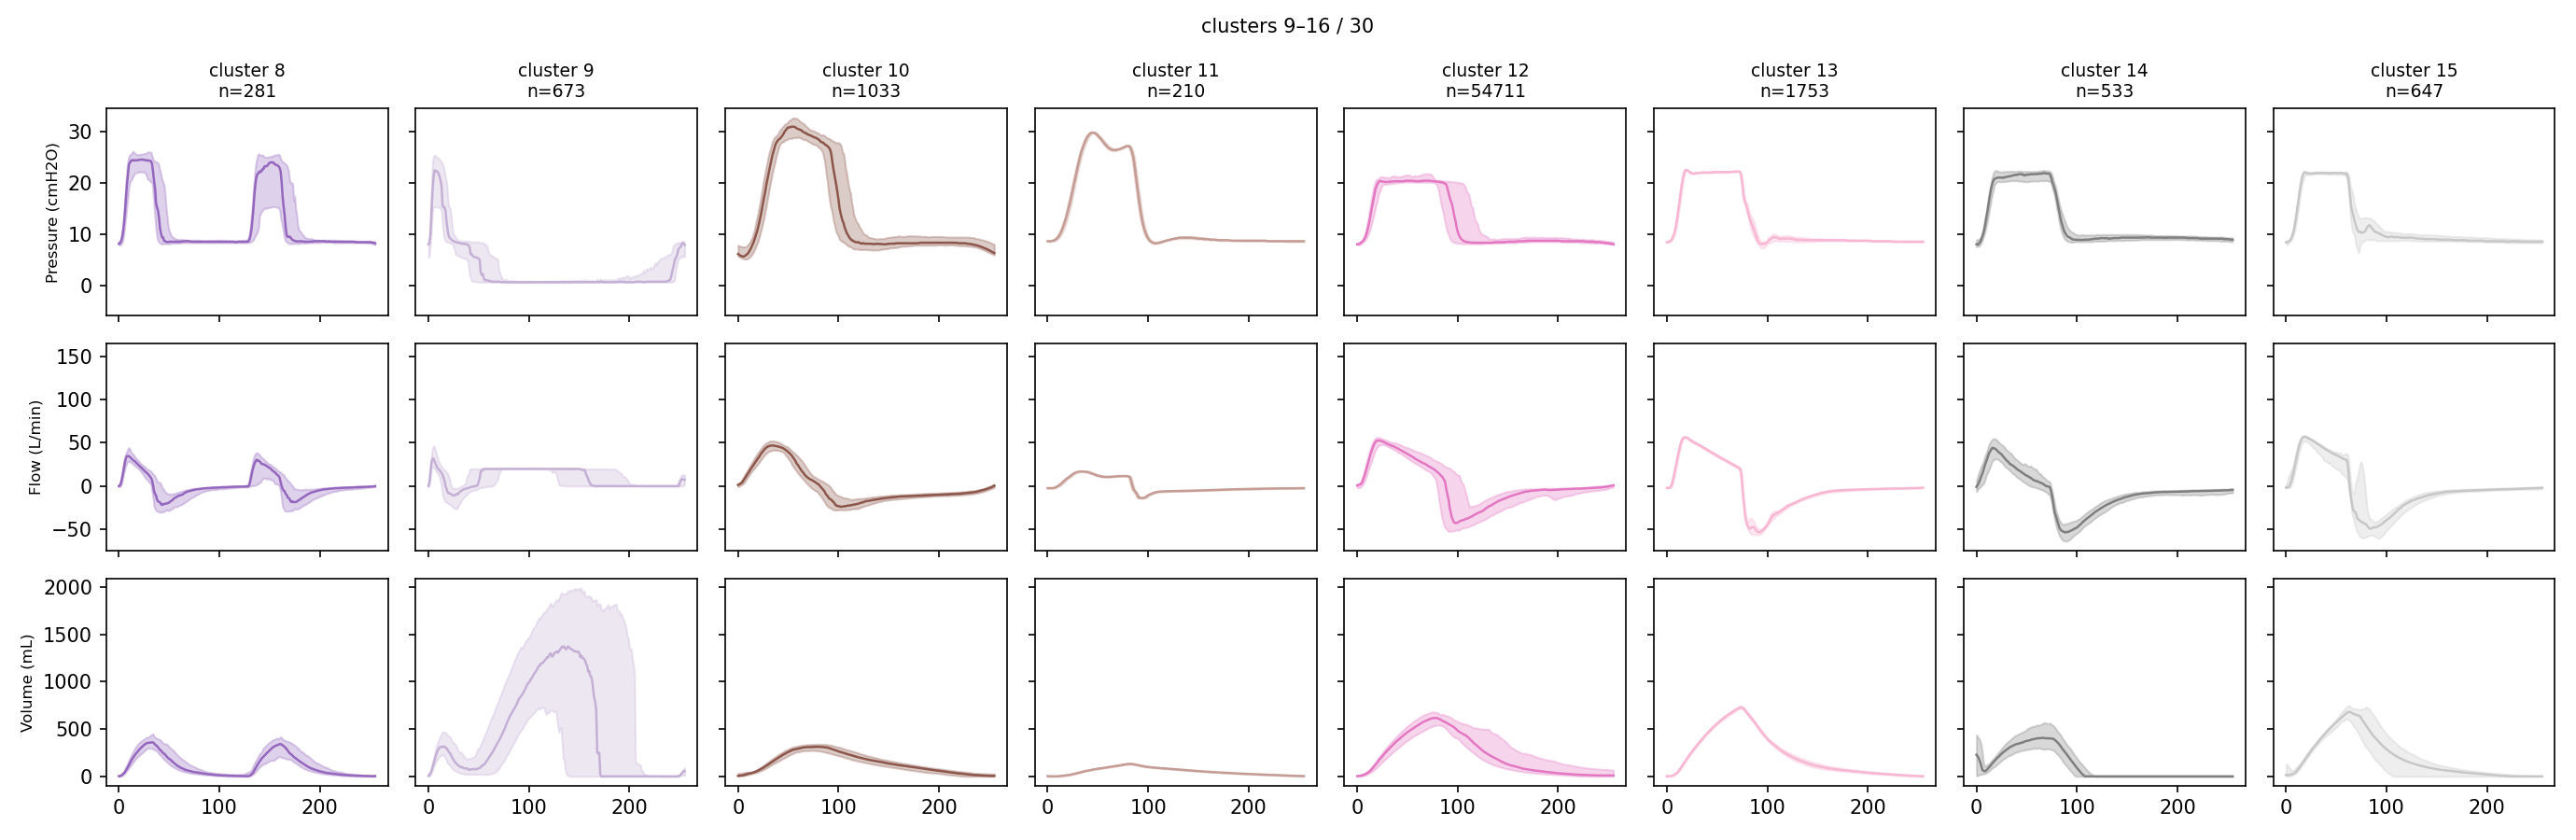 clusters 9–16 / 30
cluster 8
n=281
cluster 9
n=673
cluster 10
n=1033
cluster 11
n=210
cluster 12
n=54711
cluster 13
n=1753
cluster 14
n=533
cluster 15
n=647
Pressure (cmH2O)
30
20
10
0
Flow (L/min)
150
100
50
0
−50
Volume (mL)
2000
1500
1000
500
0
0 100 200
0 100 200
0 100 200
0 100 200
0 100 200
0 100 200
0 100 200
0 100 200